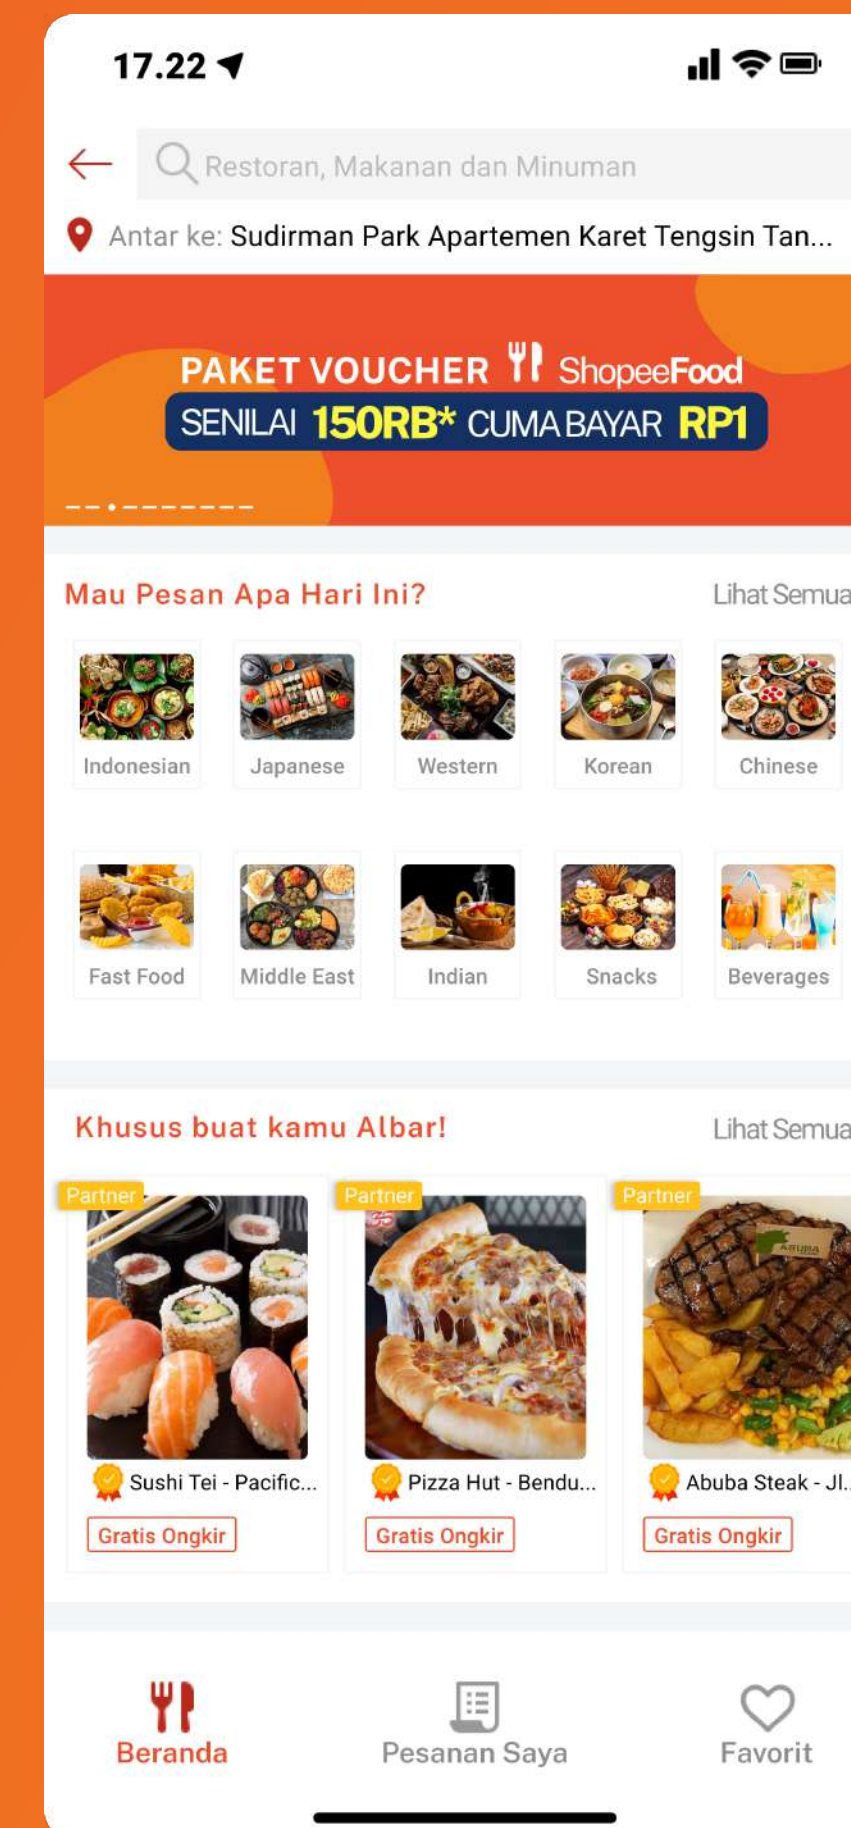 17.22
Restoran, Makanan dan Minuman
Antar ke: Sudirman Park Apartemen Karet Tengsin Tan...
PAKET VOUCHER ShopeeFood
SENILAI 150RB* CUMA BAYAR RP1
Mau Pesan Apa Hari Ini?
Lihat Semua
Indonesian
Japanese
Western
Korean
Chinese
Fast Food
Middle East
Indian
Snacks
Beverages
Khusus buat kamu Albar!
Lihat Semua
Partner
Partner
Partner
ABUBA
Sushi Tei - Pacific...
Pizza Hut - Bendu...
Abuba Steak - Jl...
Gratis Ongkir
Gratis Ongkir
Gratis Ongkir
Beranda
Pesanan Saya
Favorit